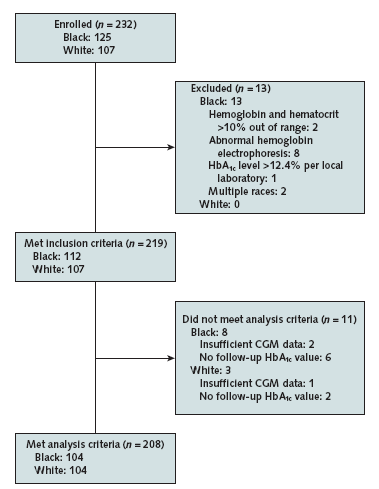 Enrolled (n = 232)
Black: 125
White: 107
Excluded (n = 13)
Black: 13
Hemoglobin and hematocrit
>10% out of range: 2
Abnormal hemoglobin
electrophoresis: 8
HbA1c level >12.4% per local
laboratory: 1
Multiple races: 2
White: 0
Met inclusion criteria (n = 219)
Black: 112
White: 107
Did not meet analysis criteria (n = 11)
Black: 8
Insufficient CGM data: 2
No follow-up HbA1c value: 6
White: 3
Insufficient CGM data: 1
No follow-up HbA1c value: 2
Met analysis criteria (n = 208)
Black: 104
White: 104